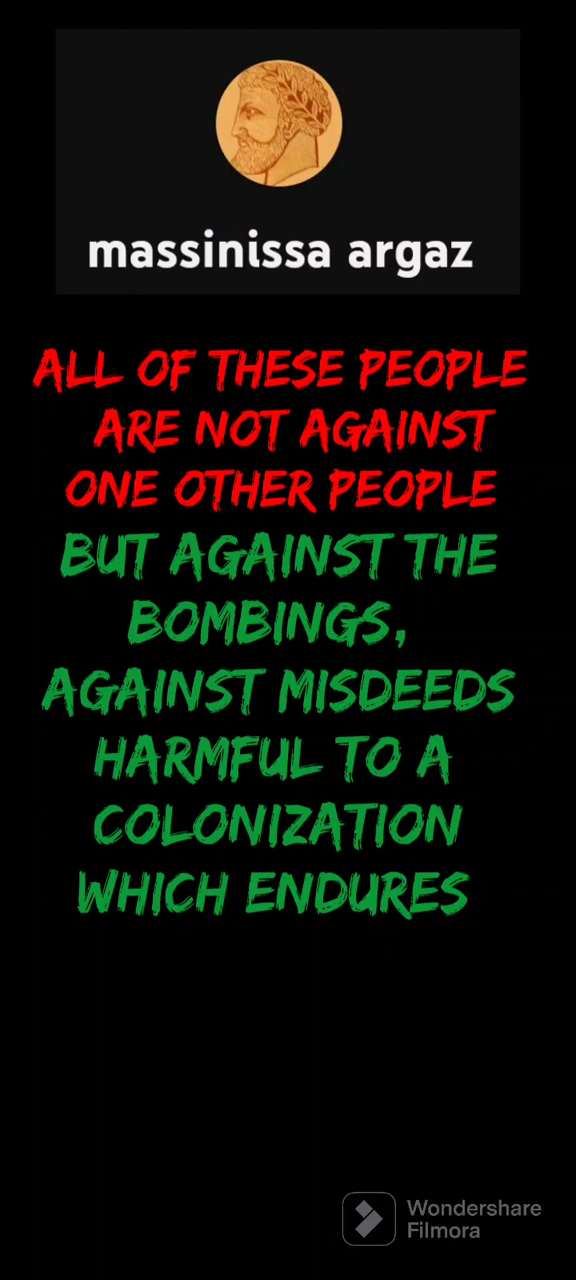 massinissa argaz
ALL OF THESE PEOPLE
ARE NOT AGAINST
ONE OTHER PEOPLE
BUT AGAINST THE
BOMBINGS,
AGAINST MISDEEDS
HARMFUL TO A
COLONIZATION
WHICH ENDURES
Wondershare
Filmora